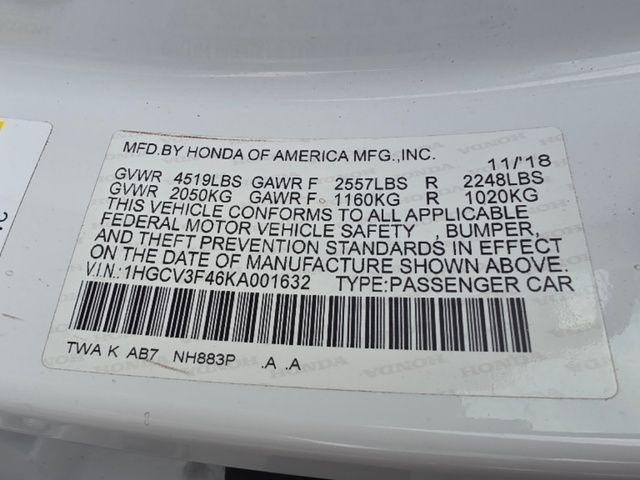 MFD.BY HONDA OF AMERICA MFG.,INC. 11/'18
GVWR 4519LBS GAWR F 2557LBS R 2248LBS
GVWR 2050KG GAWR F 1160KG R 1020KG
THIS VEHICLE CONFORMS TO ALL APPLICABLE
FEDERAL MOTOR VEHICLE SAFETY , BUMPER,
AND THEFT PREVENTION STANDARDS IN EFFECT
ON THE DATE OF MANUFACTURE SHOWN ABOVE.
V.I.N.:1HGCV3F46KA001632 TYPE:PASSENGER CAR
TWA K AB7 NH883P .A .A